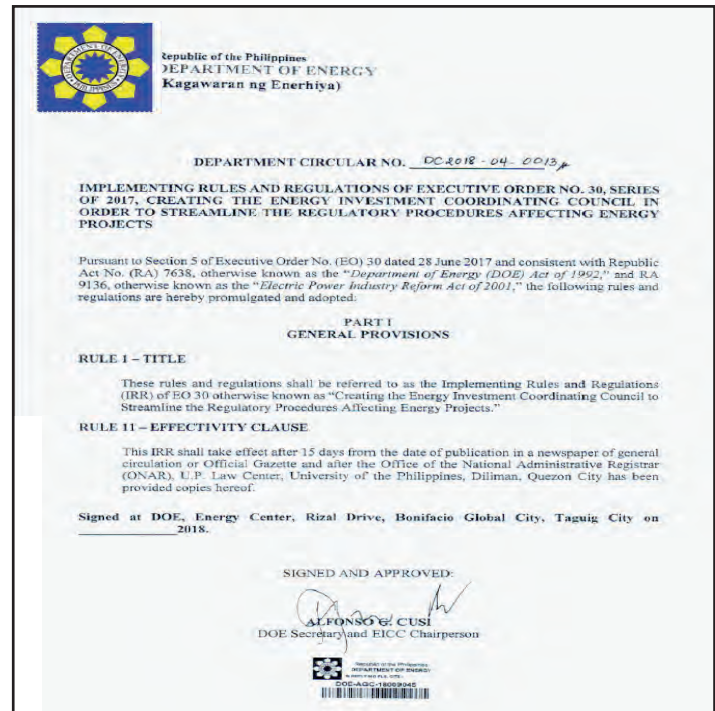 Republic of the Philippines
DEPARTMENT OF ENERGY
(Kagawaran ng Enerhiya)
DEPARTMENT CIRCULAR NO. DC2018-04-0013
IMPLEMENTING RULES AND REGULATIONS OF EXECUTIVE ORDER NO. 30, SERIES
OF 2017, CREATING THE ENERGY INVESTMENT COORDINATING COUNCIL IN
ORDER TO STREAMLINE THE REGULATORY PROCEDURES AFFECTING ENERGY
PROJECTS
Pursuant to Section 5 of Executive Order No. (EO) 30 dated 28 June 2017 and consistent with Republic
Act No. (RA) 7638, otherwise known as the "Department of Energy (DOE) Act of 1992," and RA
9136, otherwise known as the "Electric Power Industry Reform Act of 2001," the following rules and
regulations are hereby promulgated and adopted:
PART I
GENERAL PROVISIONS
RULE 1 – TITLE
These rules and regulations shall be referred to as the Implementing Rules and Regulations
(IRR) of EO 30 otherwise known as "Creating the Energy Investment Coordinating Council to
Streamline the Regulatory Procedures Affecting Energy Projects."
RULE 11 – EFFECTIVITY CLAUSE
This IRR shall take effect after 15 days from the date of publication in a newspaper of general
circulation or Official Gazette and after the Office of the National Administrative Registrar
(ONAR), U.P. Law Center, University of the Philippines, Diliman, Quezon City has been
provided copies hereof.
Signed at DOE, Energy Center, Rizal Drive, Bonifacio Global City, Taguig City on
____________ 2018.
SIGNED AND APPROVED:
ALFONSO G. CUSI
DOE Secretary and EICC Chairperson
Republic of the Philippines
DEPARTMENT OF ENERGY
DOE-AGC-18009045